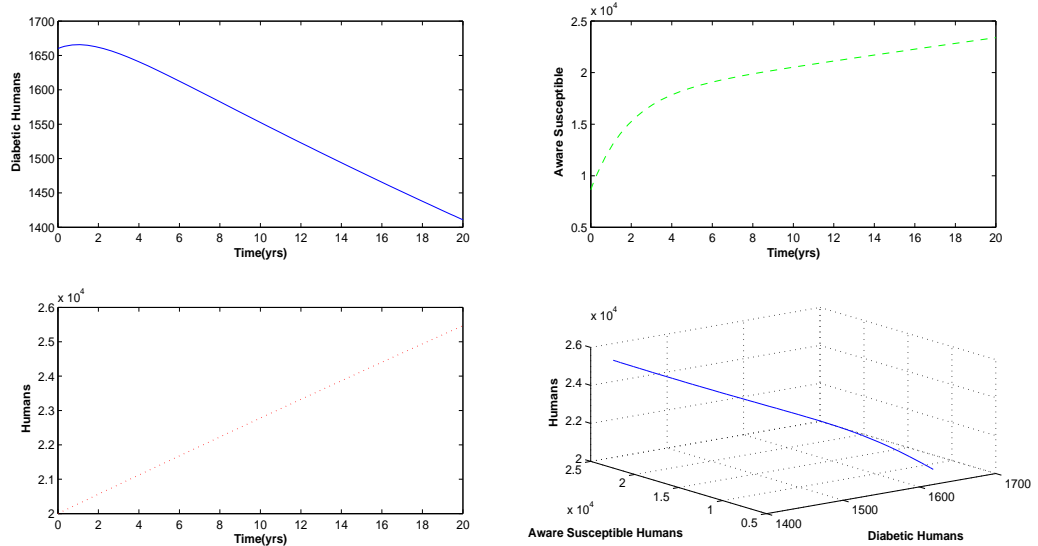 1700
1650
1600
1550
1500
1450
1400
Diabetic Humans
0 2 4 6 8 10 12 14 16 18 20
Time(yrs)
x 10^4
2.5
2
1.5
1
0.5
Aware Susceptible
0 2 4 6 8 10 12 14 16 18 20
Time(yrs)
x 10^4
2.6
2.5
2.4
2.3
2.2
2.1
2
Humans
0 2 4 6 8 10 12 14 16 18 20
Time(yrs)
x 10^4
2.6
2.4
2.2
2
Humans
2.5
2
1.5
1
0.5
x 10^4
Aware Susceptible Humans
1400
1500
1600
1700
Diabetic Humans